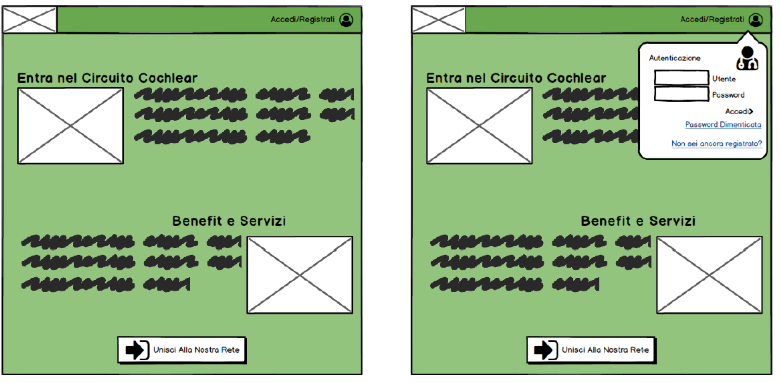 Accedi/Registrati
Entra nel Circuito Cochlear
Benefit e Servizi
Unisci Alla Nostra Rete
Accedi/Registrati
Autenticazione
Utente
Password
Accedi
Password Dimenticata
Non sei ancora registrato?
Entra nel Circuito Cochlear
Benefit e Servizi
Unisci Alla Nostra Rete